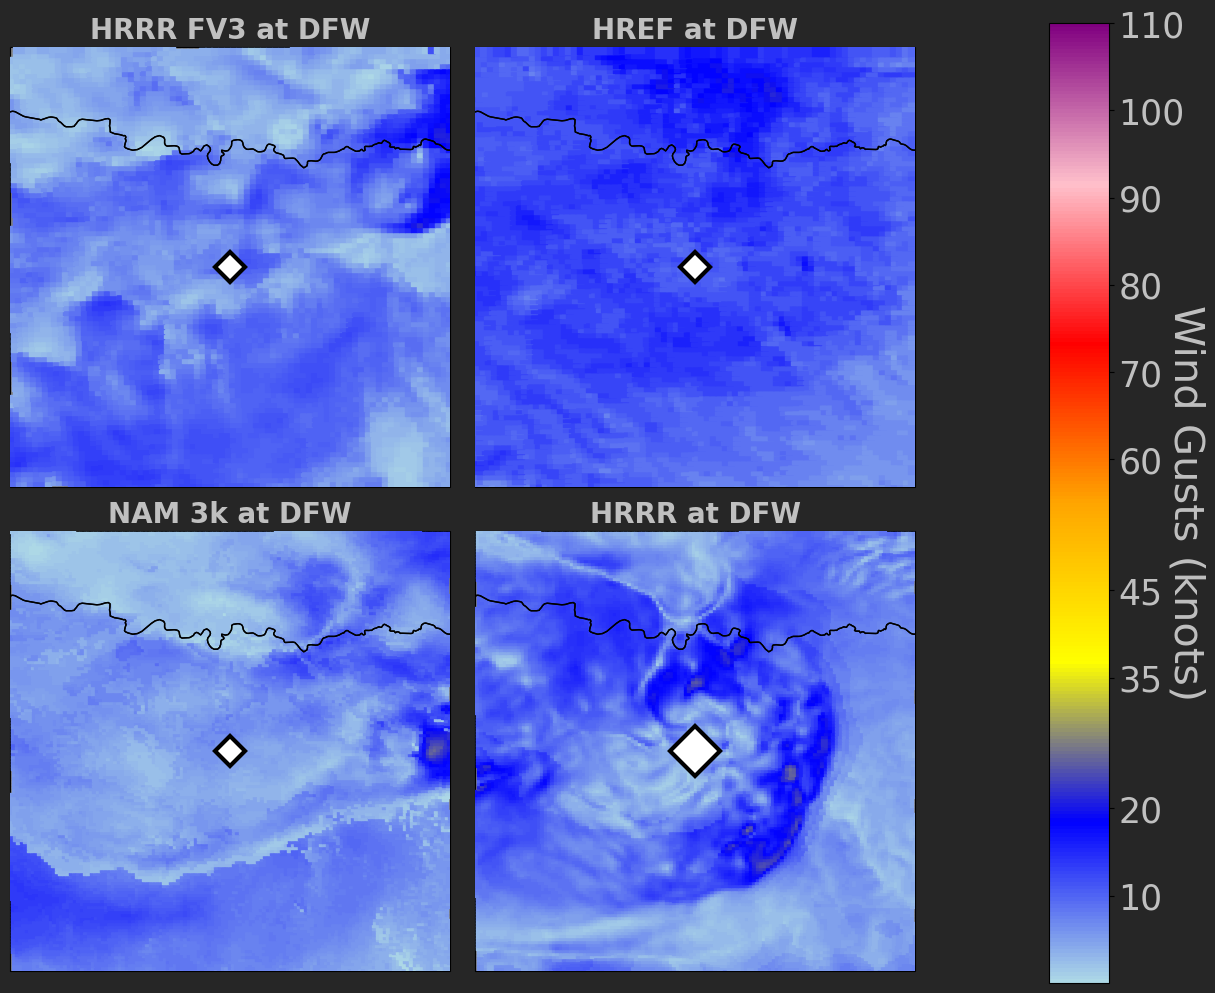 HRRR FV3 at DFW
HREF at DFW
NAM 3k at DFW
HRRR at DFW
110
100
90
80
70
60
45
35
20
10
Wind Gusts (knots)